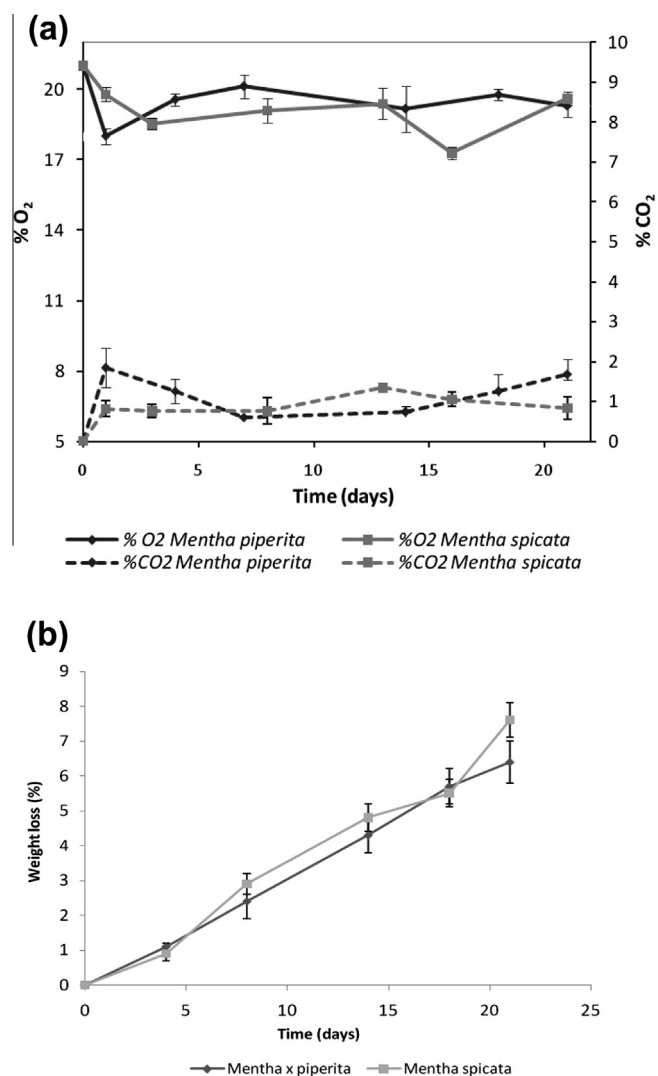 (a)
10
9
8
7
6
5
4
3
2
1
0
20
17
14
11
8
5
% O2
% CO2
0 5 10 15 20
Time (days)
% O2 Mentha piperita %O2 Mentha spicata
%CO2 Mentha piperita %CO2 Mentha spicata
(b)
9
8
7
6
5
4
3
2
1
0
Weight loss (%)
0 5 10 15 20 25
Time (days)
Mentha x piperita Mentha spicata